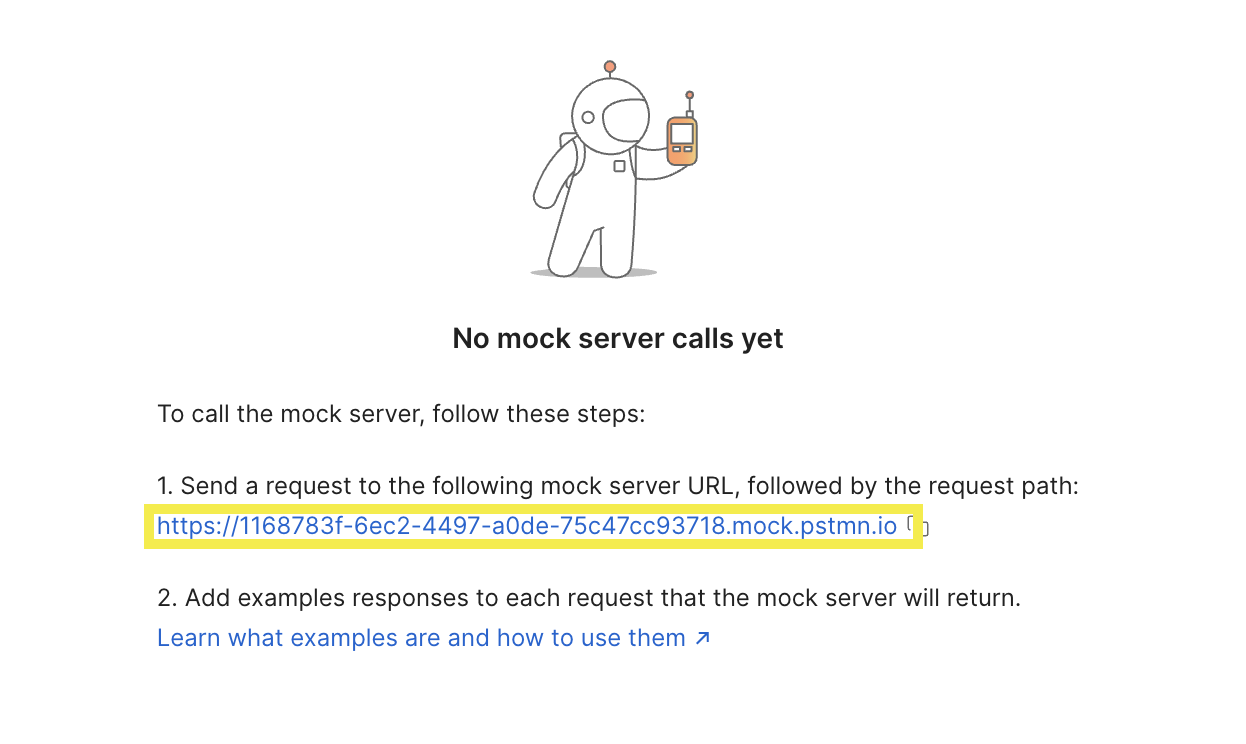 No mock server calls yet
To call the mock server, follow these steps:
1. Send a request to the following mock server URL, followed by the request path:
https://1168783f-6ec2-4497-a0de-75c47cc93718.mock.pstmn.io
2. Add examples responses to each request that the mock server will return.
Learn what examples are and how to use them ↗